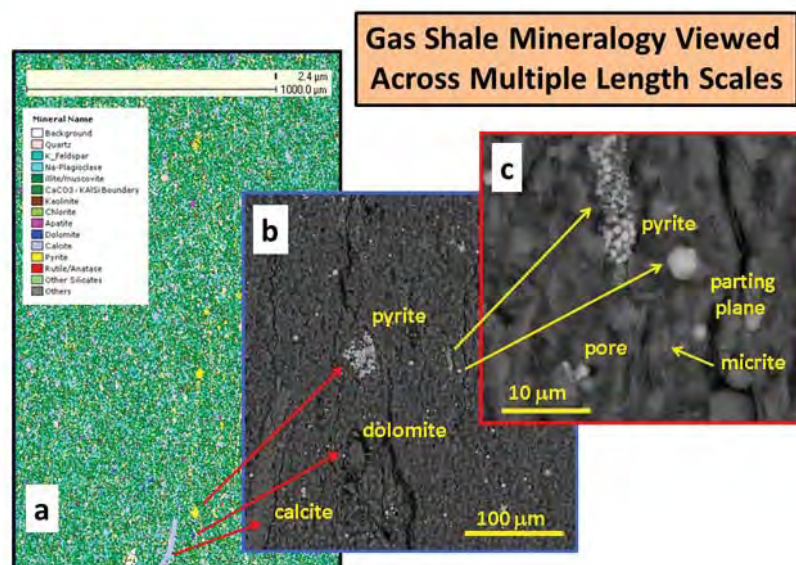 Gas Shale Mineralogy Viewed
Across Multiple Length Scales
2.4 µm
1000.0 µm
Mineral Name
Background
Quartz
K_Feldspar
Na-Plagioclase
illite/muscovite
CaCO3-KAlSi Boundary
Kaolinite
Chlorite
Apatite
Dolomite
Calcite
Pyrite
Rutile/Anatase
Other Silicates
Others
a
b
pyrite
dolomite
calcite
100 µm
c
pyrite
parting
plane
pore
micrite
10 µm